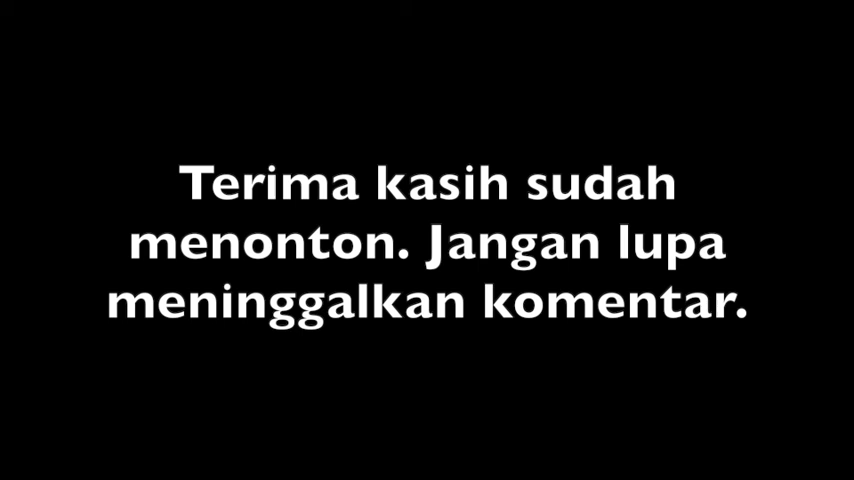 Terima kasih sudah
menonton. Jangan lupa
meninggalkan komentar.